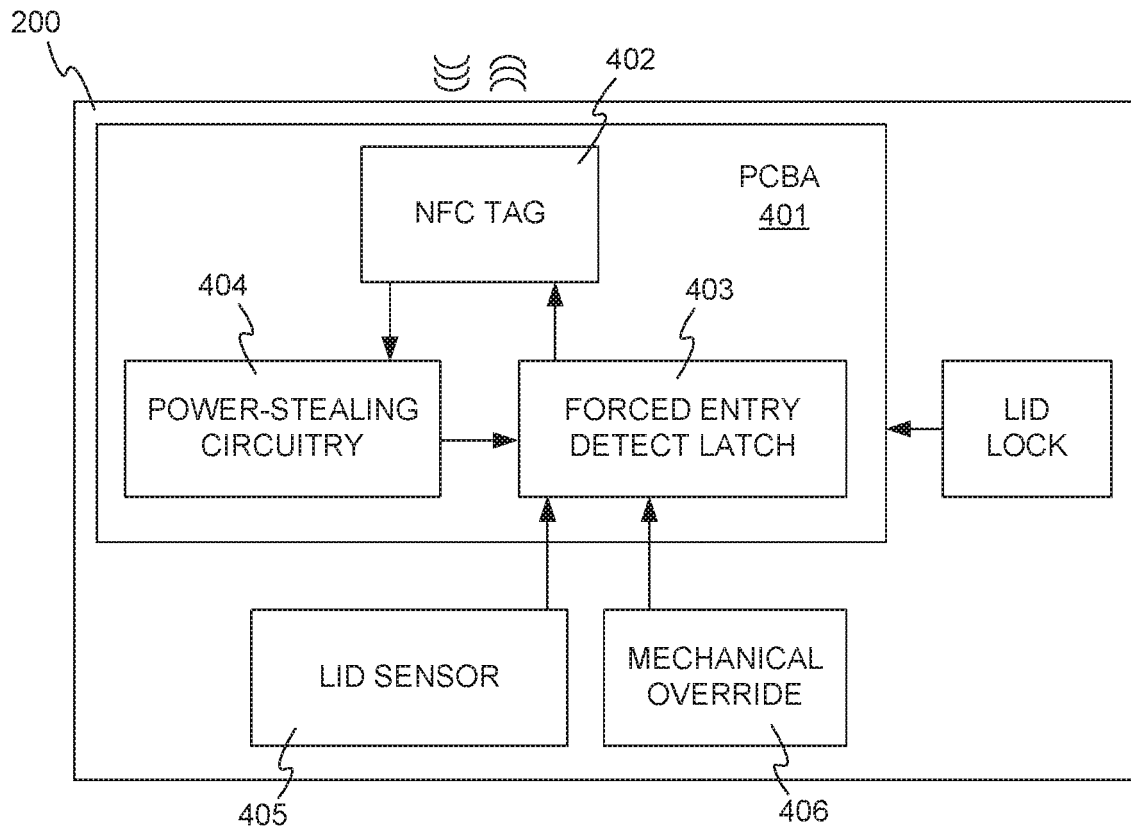 200
402
NFC TAG
PCBA
401
404
403
POWER-STEALING
CIRCUITRY
FORCED ENTRY
DETECT LATCH
LID
LOCK
LID SENSOR
MECHANICAL
OVERRIDE
405
406